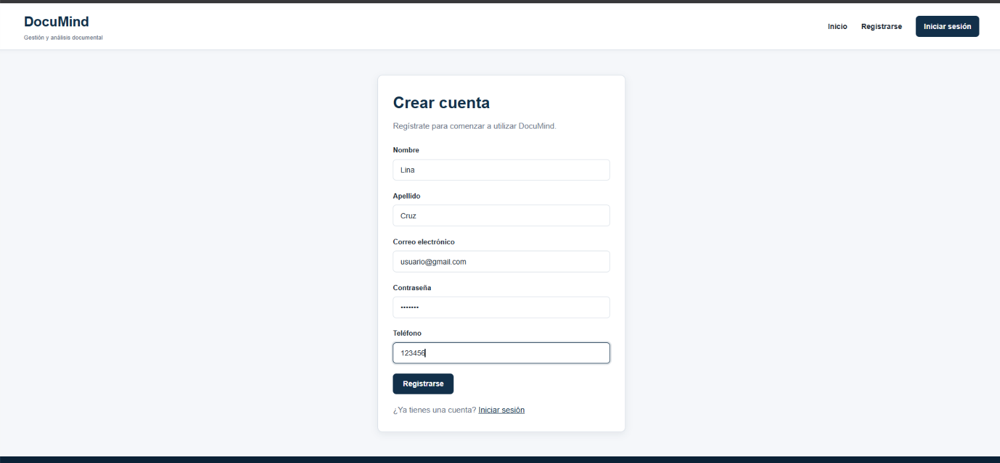 DocuMind
Gestión y análisis documental
Inicio
Registrarse
Iniciar sesión
Crear cuenta
Regístrate para comenzar a utilizar DocuMind.
Nombre
Lina
Apellido
Cruz
Correo electrónico
usuario@gmail.com
Contraseña
•••••••
Teléfono
123456
Registrarse
¿Ya tienes una cuenta? Iniciar sesión